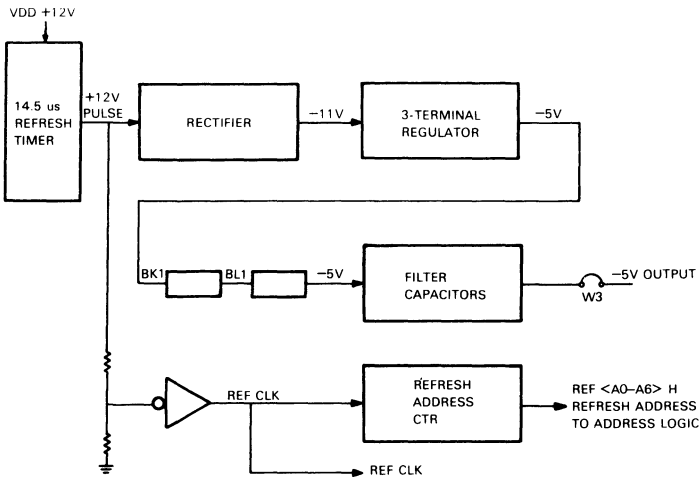 VDD +12V
14.5 us
REFRESH
TIMER
+12V
PULSE
RECTIFIER
−11V
3-TERMINAL
REGULATOR
−5V
BK1
BL1
−5V
FILTER
CAPACITORS
W3
−5V OUTPUT
REF CLK
REFRESH
ADDRESS
CTR
REF <A0–A6> H
REFRESH ADDRESS
TO ADDRESS LOGIC
REF CLK